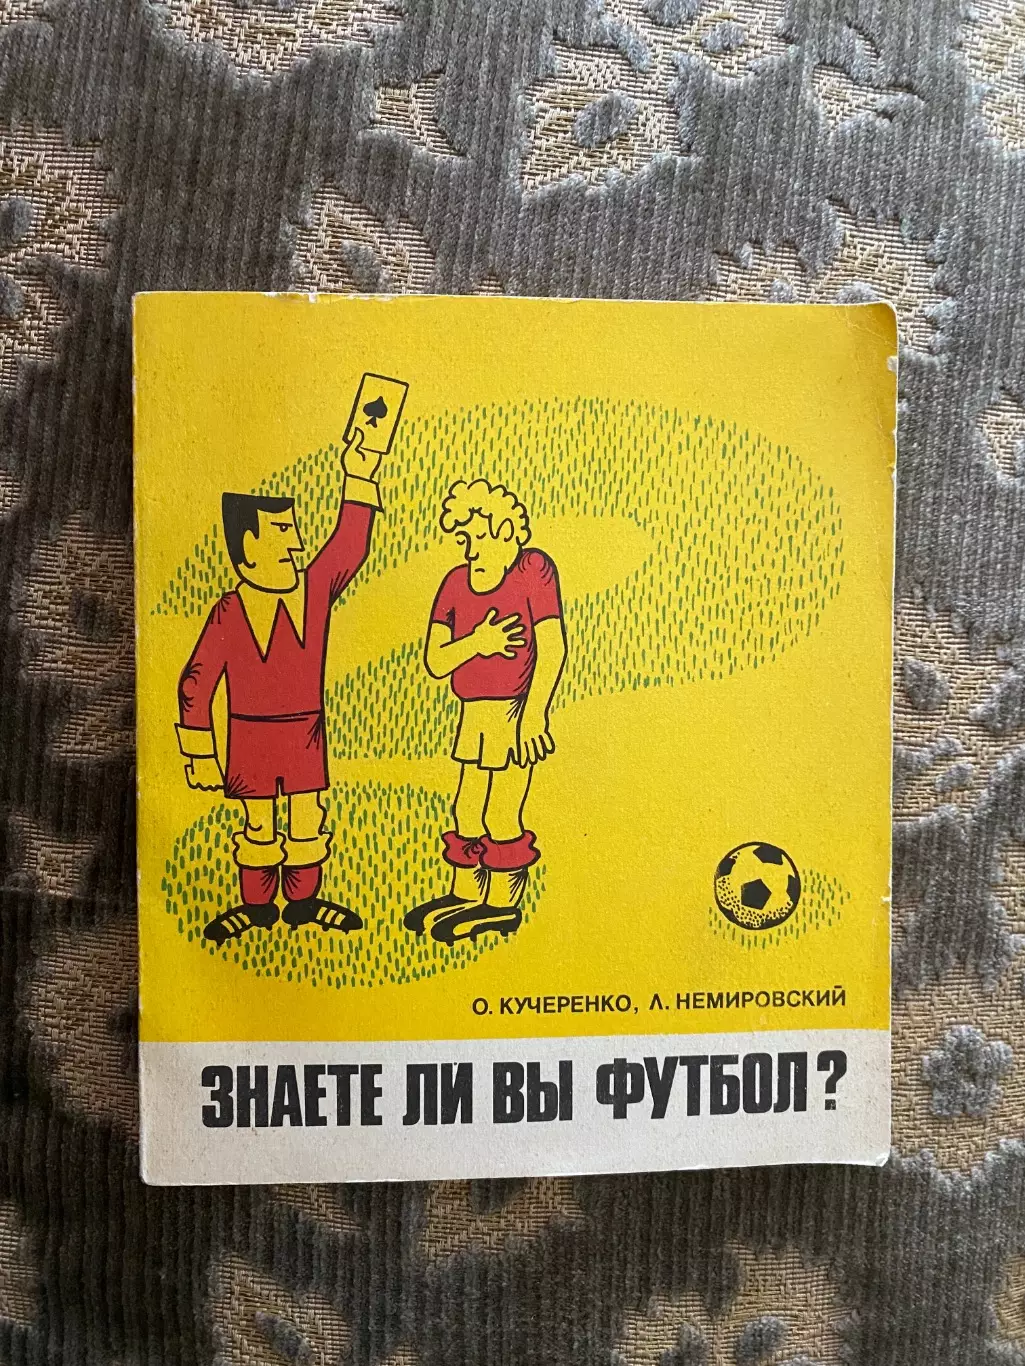 О. КУЧЕРЕНКО, Л. НЕМИРОВСКИЙ
ЗНАЕТЕ ЛИ ВЫ ФУТБОЛ?